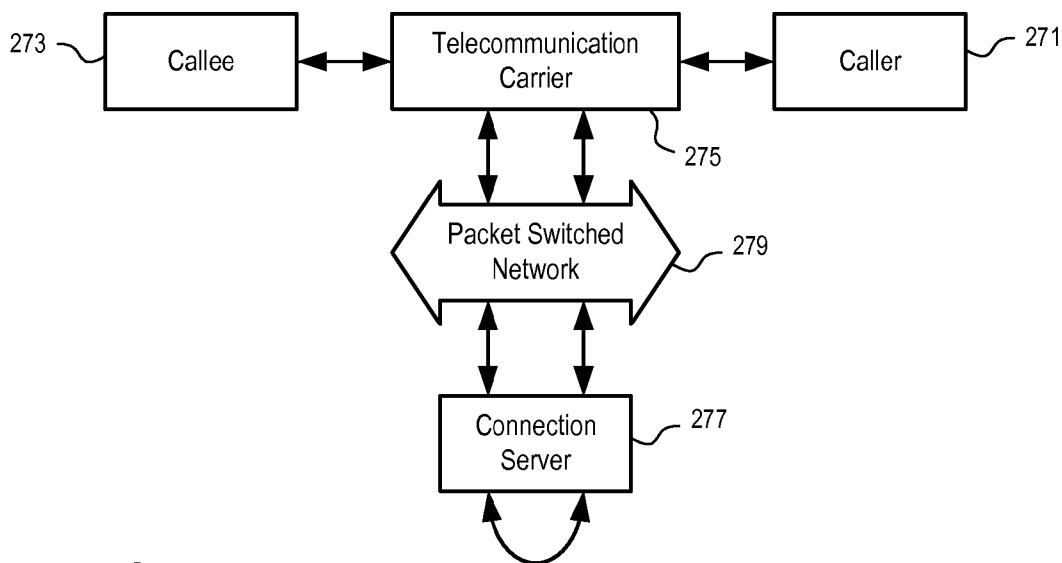 273
Callee
Telecommunication
Carrier
Caller
271
275
Packet Switched
Network
279
Connection
Server
277